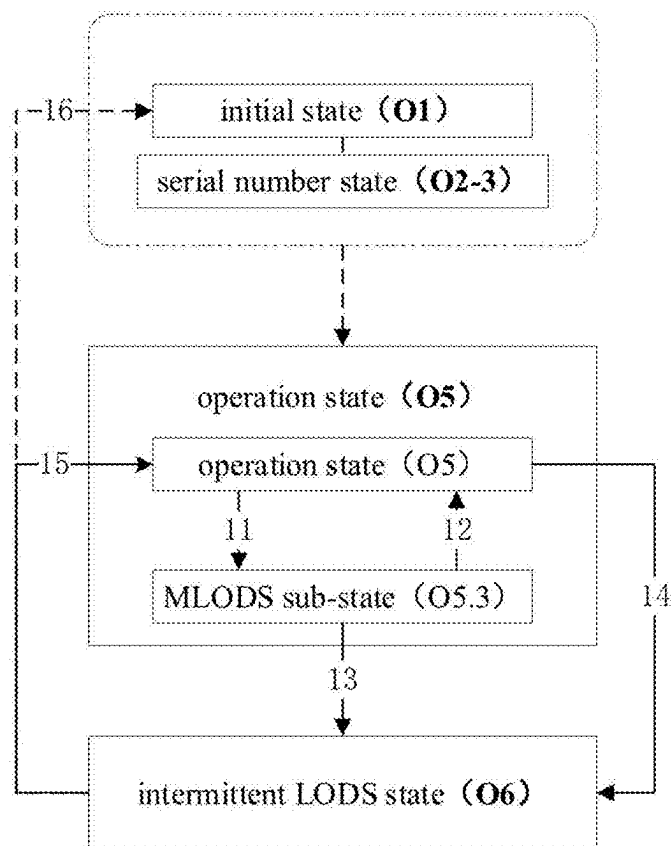 16
initial state（O1）
serial number state（O2-3）
operation state（O5）
15
operation state（O5）
11
12
MLODS sub-state（O5.3）
14
13
intermittent LODS state（O6）